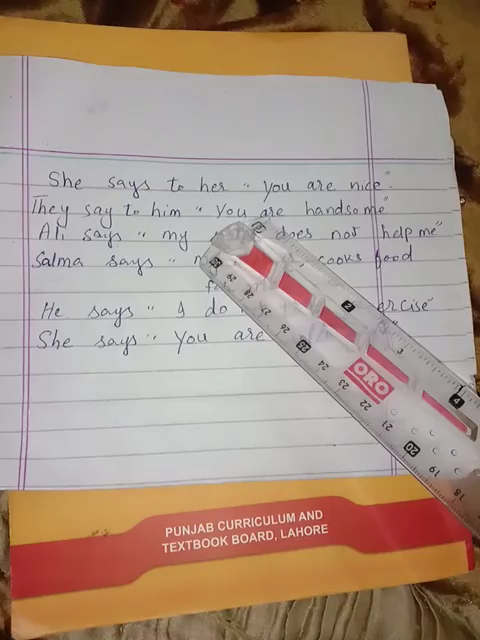 She says to her " you are nice".
They say to him " You are handsome"
Ali says " my does not help me"
Salma says " cooks food
He says " I do ercise"
She says " You are
ORO
PUNJAB CURRICULUM AND
TEXTBOOK BOARD, LAHORE